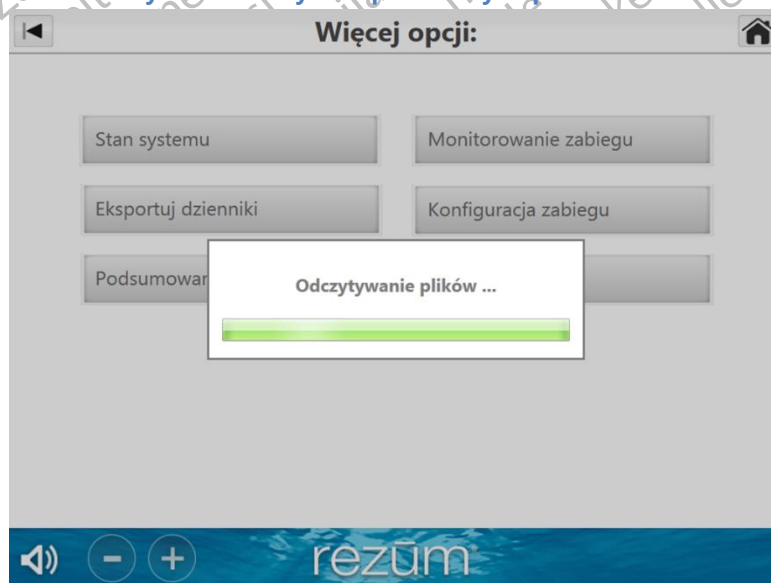 Więcej opcji:
Stan systemu
Monitorowanie zabiegu
Eksportuj dzienniki
Konfiguracja zabiegu
Odczytywanie plików ...
rezūm